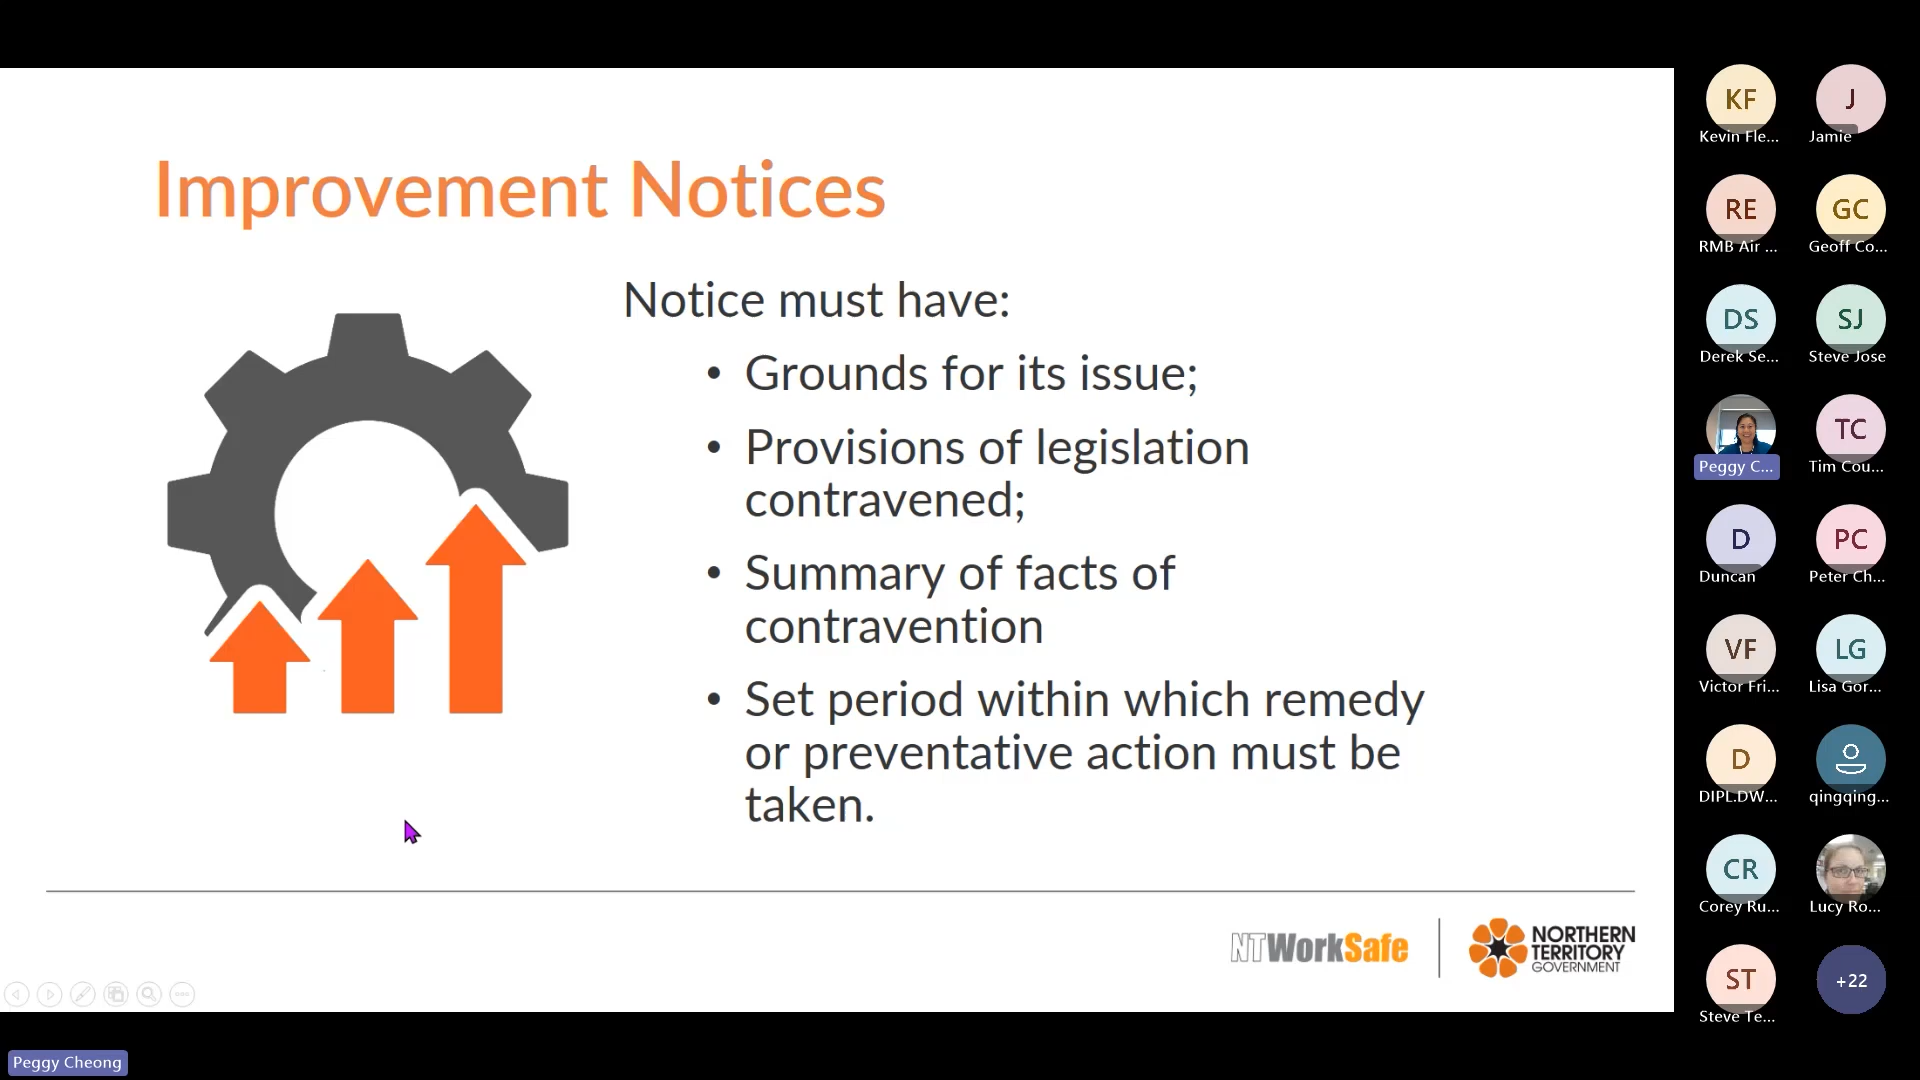 Improvement Notices
Notice must have:
• Grounds for its issue;
• Provisions of legislation
contravened;
• Summary of facts of
contravention
• Set period within which remedy
or preventative action must be
taken.
NTWorkSafe
NORTHERN
TERRITORY
GOVERNMENT
KF
Kevin Fle...
J
Jamie
RE
RMB Air ...
GC
Geoff Co...
DS
Derek Se...
SJ
Steve Jose
Peggy C...
TC
Tim Cou...
D
Duncan
PC
Peter Ch...
VF
Victor Fri...
LG
Lisa Gor...
D
DIPL.DW...
qingqing...
CR
Corey Ru...
Lucy Ro...
ST
Steve Te...
+22
Peggy Cheong